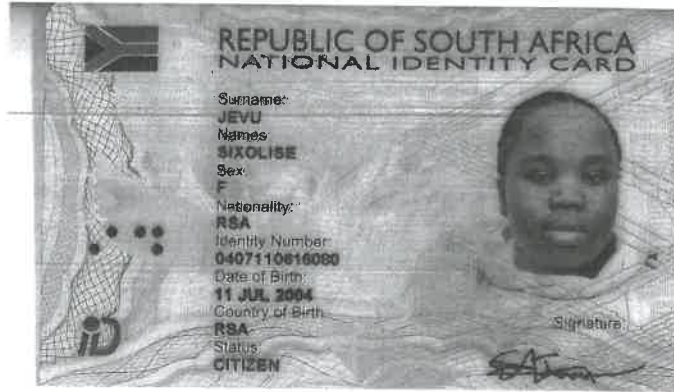 REPUBLIC OF SOUTH AFRICA
NATIONAL IDENTITY CARD
Surname:
JEVU
Names
SIXOLISE
Sex
F
Nationality:
RSA
Identity Number:
0407110616080
Date of Birth:
11 JUL 2004
Country of Birth
RSA
Status
CITIZEN
Signature
iD